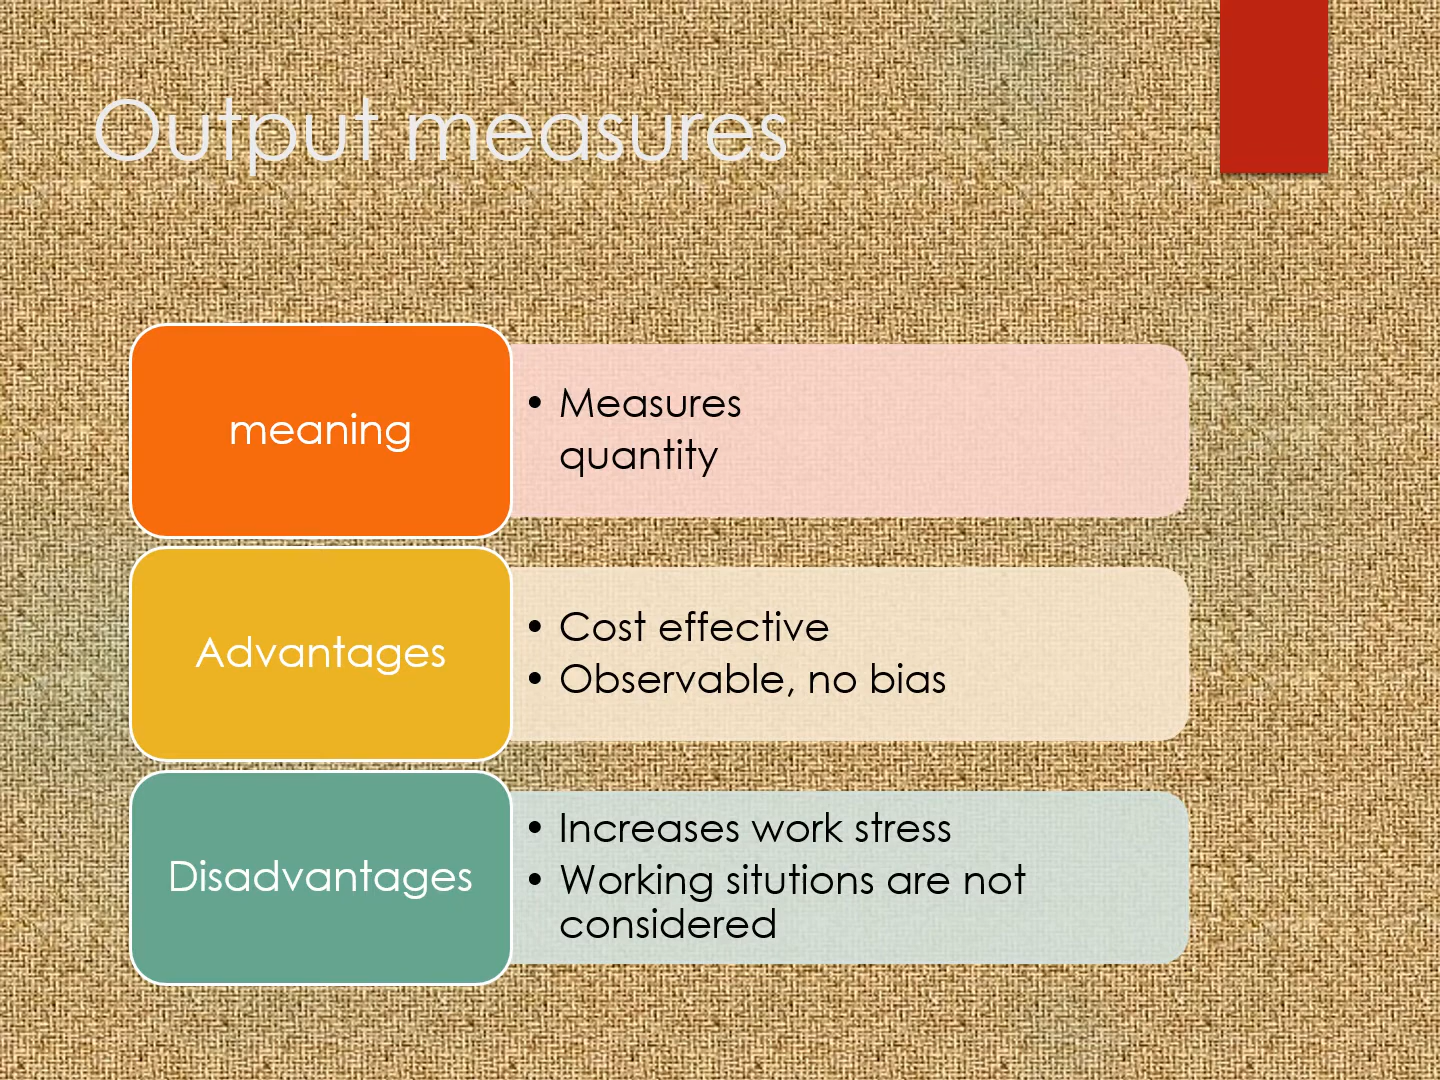 Output measures
meaning
• Measures
quantity
Advantages
• Cost effective
• Observable, no bias
Disadvantages
• Increases work stress
• Working situtions are not
considered